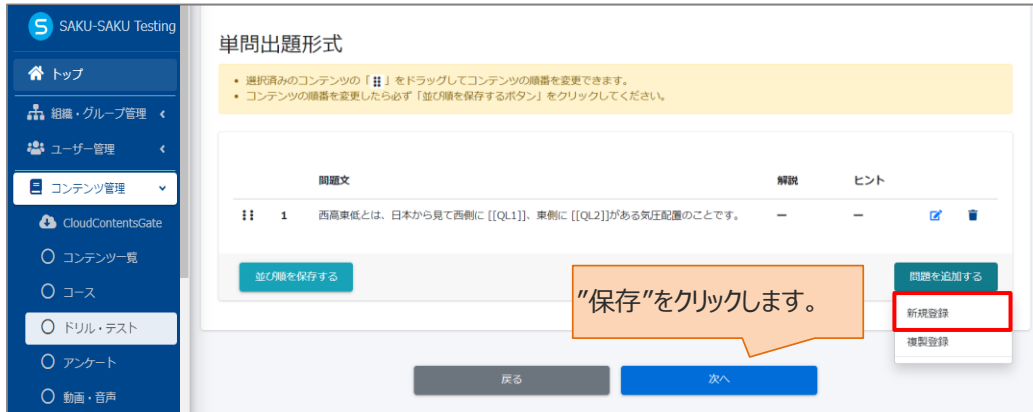 S SAKU-SAKU Testing
トップ
組織・グループ管理
ユーザー管理
コンテンツ管理
CloudContentsGate
コンテンツ一覧
コース
ドリル・テスト
アンケート
動画・音声
単問出題形式
• 選択済みのコンテンツの「⠿」をドラッグしてコンテンツの順番を変更できます。
• コンテンツの順番を変更したら必ず「並び順を保存するボタン」をクリックしてください。
問題文 解説 ヒント
1 西高東低とは、日本から見て西側に [[QL1]]、東側に [[QL2]]がある気圧配置のことです。 － －
並び順を保存する
問題を追加する
新規登録
複製登録
”保存”をクリックします。
戻る
次へ